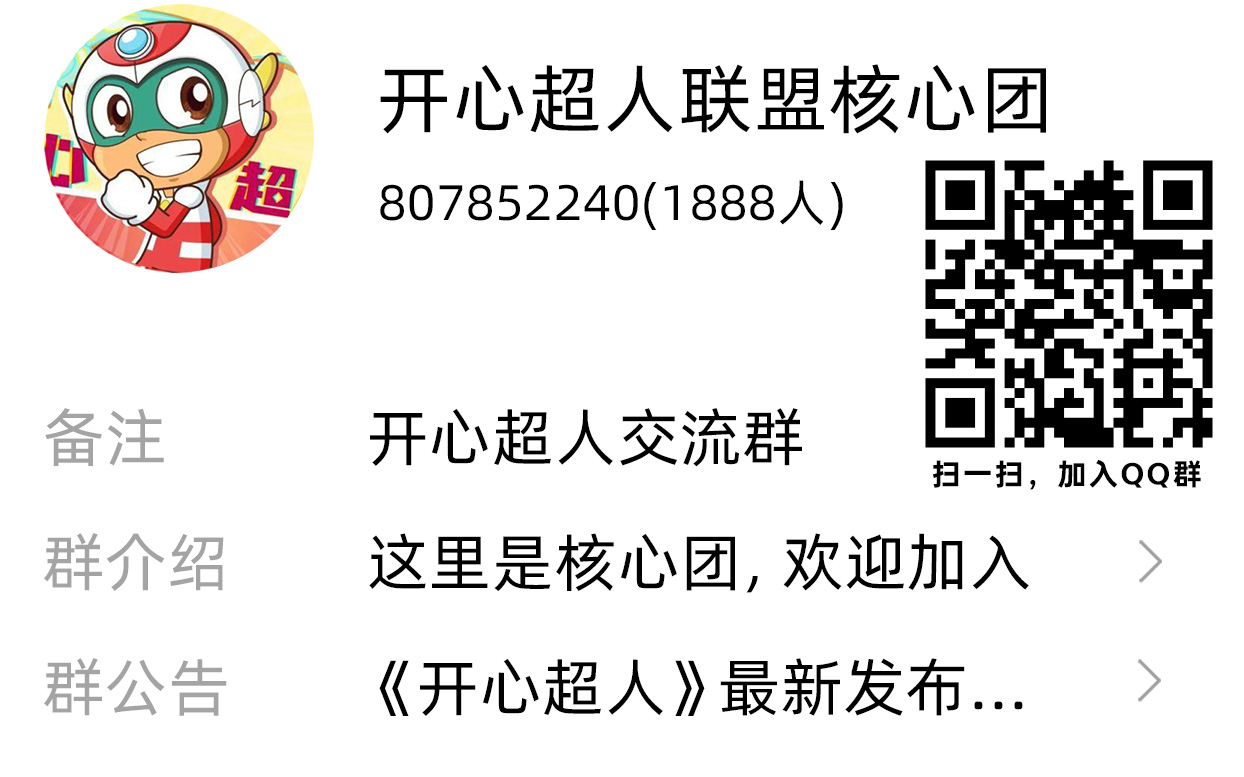 心 超
开心超人联盟核心团
807852240(1888人)
扫一扫，加入QQ群
备注 开心超人交流群
群介绍 这里是核心团, 欢迎加入
群公告 《开心超人》最新发布...